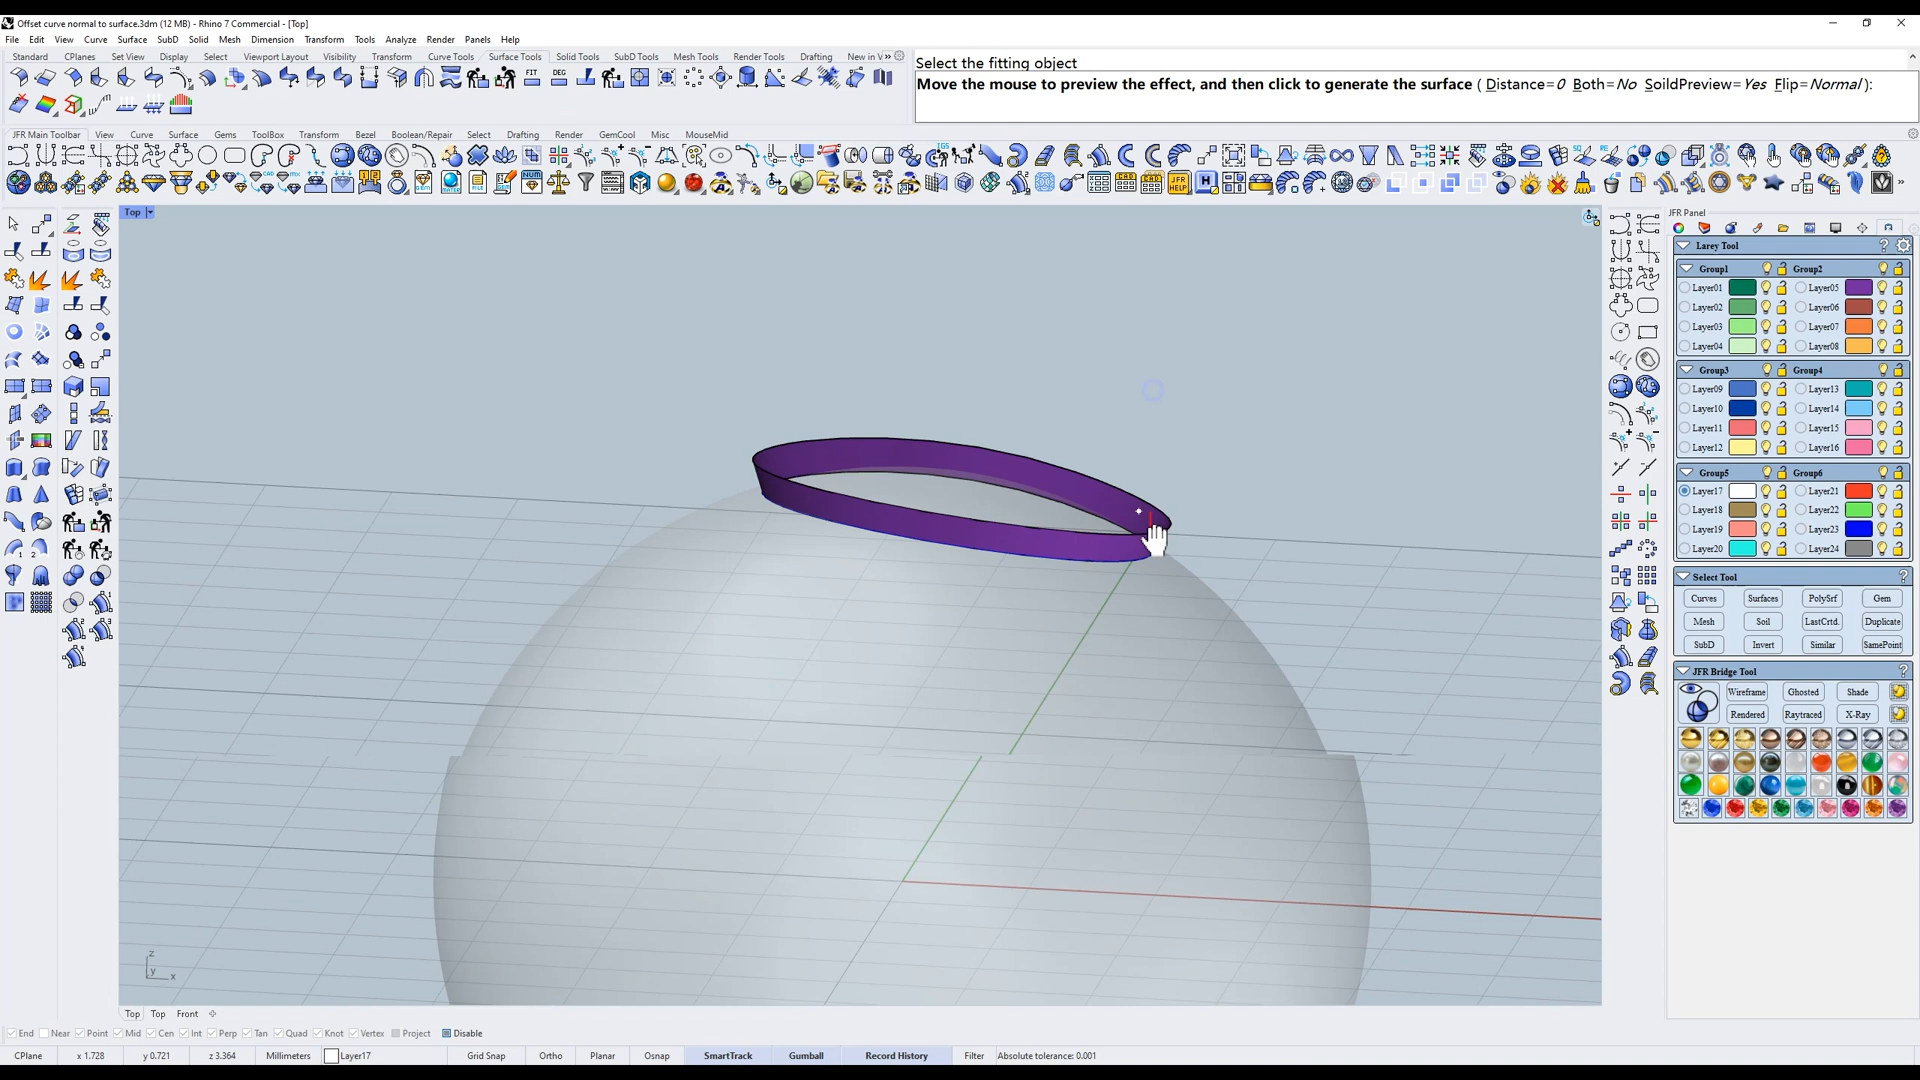 Offset curve normal to surface.3dm (12 MB) - Rhino 7 Commercial - [Top]
File Edit View Curve Surface SubD Solid Mesh Dimension Transform Tools Analyze Render Panels Help
Standard CPlanes Set View Display Select Viewport Layout Visibility Transform Curve Tools Surface Tools Solid Tools SubD Tools Mesh Tools Render Tools Drafting New in V »
Select the fitting object
Move the mouse to preview the effect, and then click to generate the surface ( Distance=0 Both=No SoildPreview=Yes Flip=Normal ):
FIT DEG
JFR Main Toolbar View Curve Surface Gems ToolBox Transform Bezel Boolean/Repair Select Drafting Render GemCool Misc MouseMid
Top
JFR Panel
Larey Tool ?
Group1 Group2
Layer01 Layer05
Layer02 Layer06
Layer03 Layer07
Layer04 Layer08
Group3 Group4
Layer09 Layer13
Layer10 Layer14
Layer11 Layer15
Layer12 Layer16
Group5 Group6
Layer17 Layer21
Layer18 Layer22
Layer19 Layer23
Layer20 Layer24
Select Tool ?
Curves Surfaces PolySrf Gem
Mesh Soil LastCrtd. Duplicate
SubD Invert Similar SamePoint
JFR Bridge Tool ?
Wireframe Ghosted Shade
Rendered Raytraced X-Ray
z
y x
Top Top Front
End Near Point Mid Cen Int Perp Tan Quad Knot Vertex Project Disable
CPlane x 1.728 y 0.721 z 3.364 Millimeters Layer17 Grid Snap Ortho Planar Osnap SmartTrack Gumball Record History Filter Absolute tolerance: 0.001